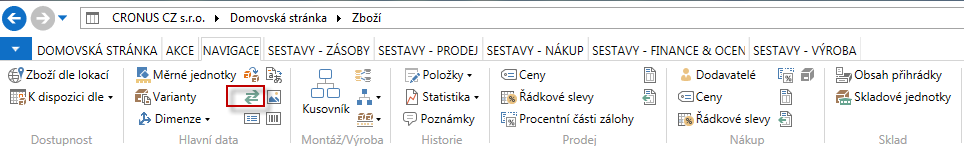 CRONUS CZ s.r.o. Domovská stránka Zboží
DOMOVSKÁ STRÁNKA AKCE NAVIGACE SESTAVY - ZÁSOBY SESTAVY - PRODEJ SESTAVY - NÁKUP SESTAVY - FINANCE & OCEN SESTAVY - VÝROBA
Zboží dle lokací
K dispozici dle
Dostupnost
Měrné jednotky
Varianty
Dimenze
Hlavní data
Kusovník
Montáž/Výroba
Položky
Statistika
Poznámky
Historie
Ceny
Řádkové slevy
Procentní části zálohy
Prodej
Dodavatelé
Ceny
Řádkové slevy
Nákup
Obsah přihrádky
Skladové jednotky
Sklad